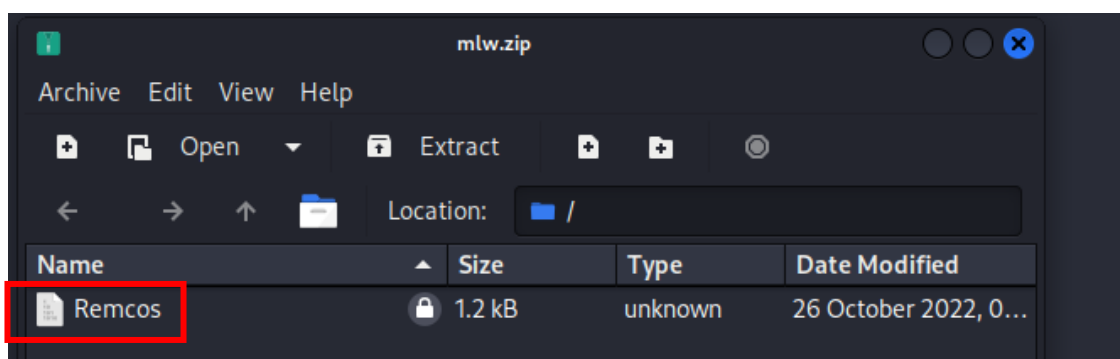 mlw.zip
Archive Edit View Help
Open Extract
Location: /
Name Size Type Date Modified
Remcos 1.2 kB unknown 26 October 2022, 0...